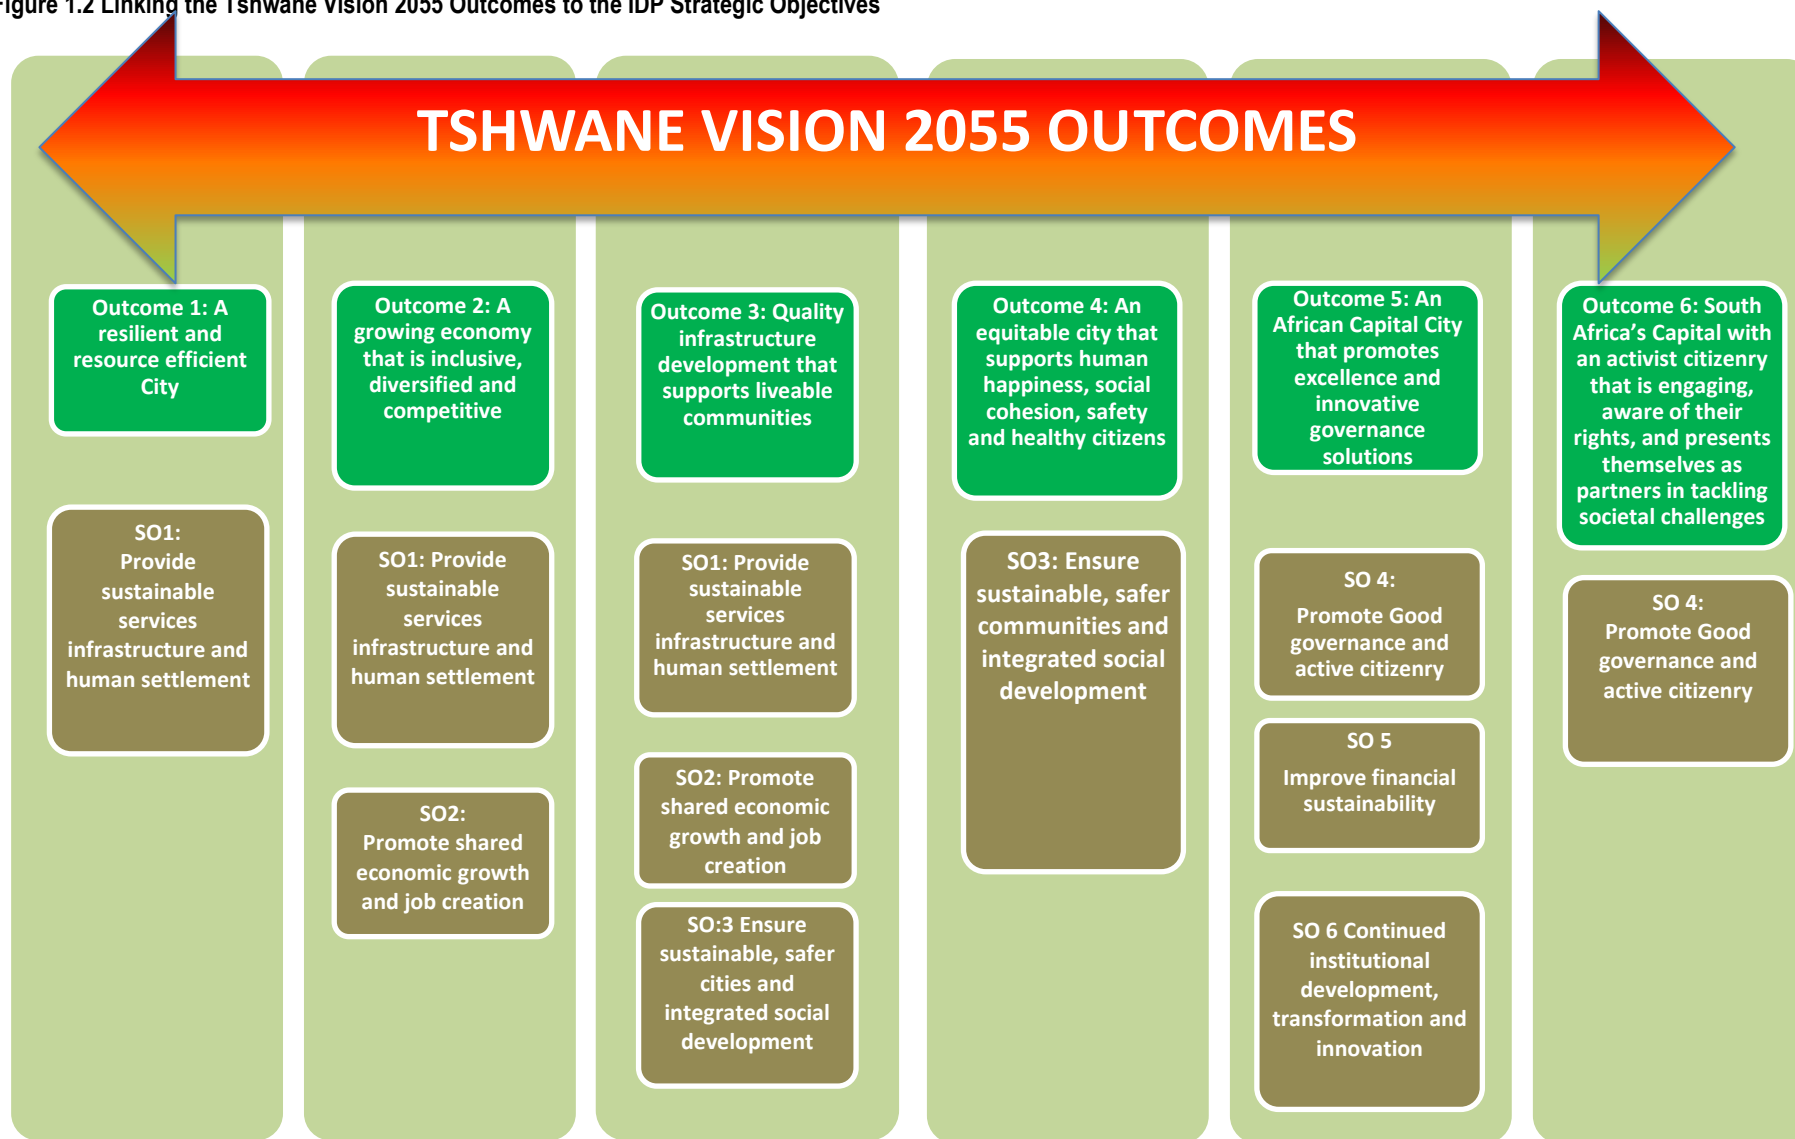 Figure 1.2 Linking the Tshwane Vision 2055 Outcomes to the IDP Strategic Objectives
TSHWANE VISION 2055 OUTCOMES
Outcome 1: A
resilient and
resource efficient
City
SO1:
Provide
sustainable
services
infrastructure and
human settlement
Outcome 2: A
growing economy
that is inclusive,
diversified and
competitive
SO1: Provide
sustainable
services
infrastructure and
human settlement
SO2:
Promote shared
economic growth
and job creation
Outcome 3: Quality
infrastructure
development that
supports liveable
communities
SO1: Provide
sustainable
services
infrastructure and
human settlement
SO2: Promote
shared economic
growth and job
creation
SO:3 Ensure
sustainable, safer
cities and
integrated social
development
Outcome 4: An
equitable city that
supports human
happiness, social
cohesion, safety
and healthy citizens
SO3: Ensure
sustainable, safer
communities and
integrated social
development
Outcome 5: An
African Capital City
that promotes
excellence and
innovative
governance
solutions
SO 4:
Promote Good
governance and
active citizenry
SO 5
Improve financial
sustainability
SO 6 Continued
institutional
development,
transformation and
innovation
Outcome 6: South
Africa’s Capital with
an activist citizenry
that is engaging,
aware of their
rights, and presents
themselves as
partners in tackling
societal challenges
SO 4:
Promote Good
governance and
active citizenry